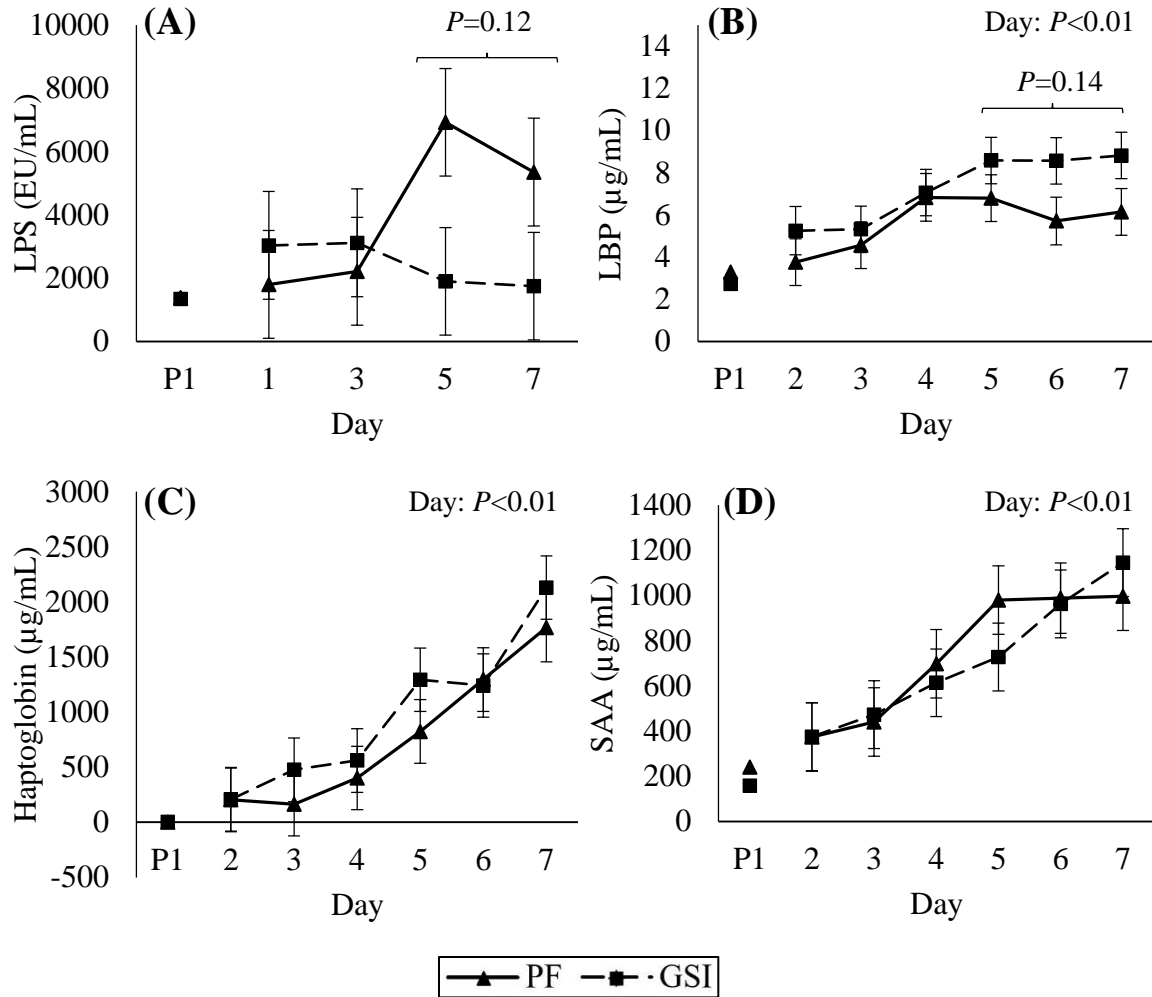 (A)
P=0.12
LPS (EU/mL)
10000
8000
6000
4000
2000
0
P1 1 3 5 7
Day
(B)
Day: P<0.01
P=0.14
LBP (µg/mL)
14
12
10
8
6
4
2
0
P1 2 3 4 5 6 7
Day
(C)
Day: P<0.01
Haptoglobin (µg/mL)
3000
2500
2000
1500
1000
500
0
-500
P1 2 3 4 5 6 7
Day
(D)
Day: P<0.01
SAA (µg/mL)
1400
1200
1000
800
600
400
200
0
P1 2 3 4 5 6 7
Day
PF GSI